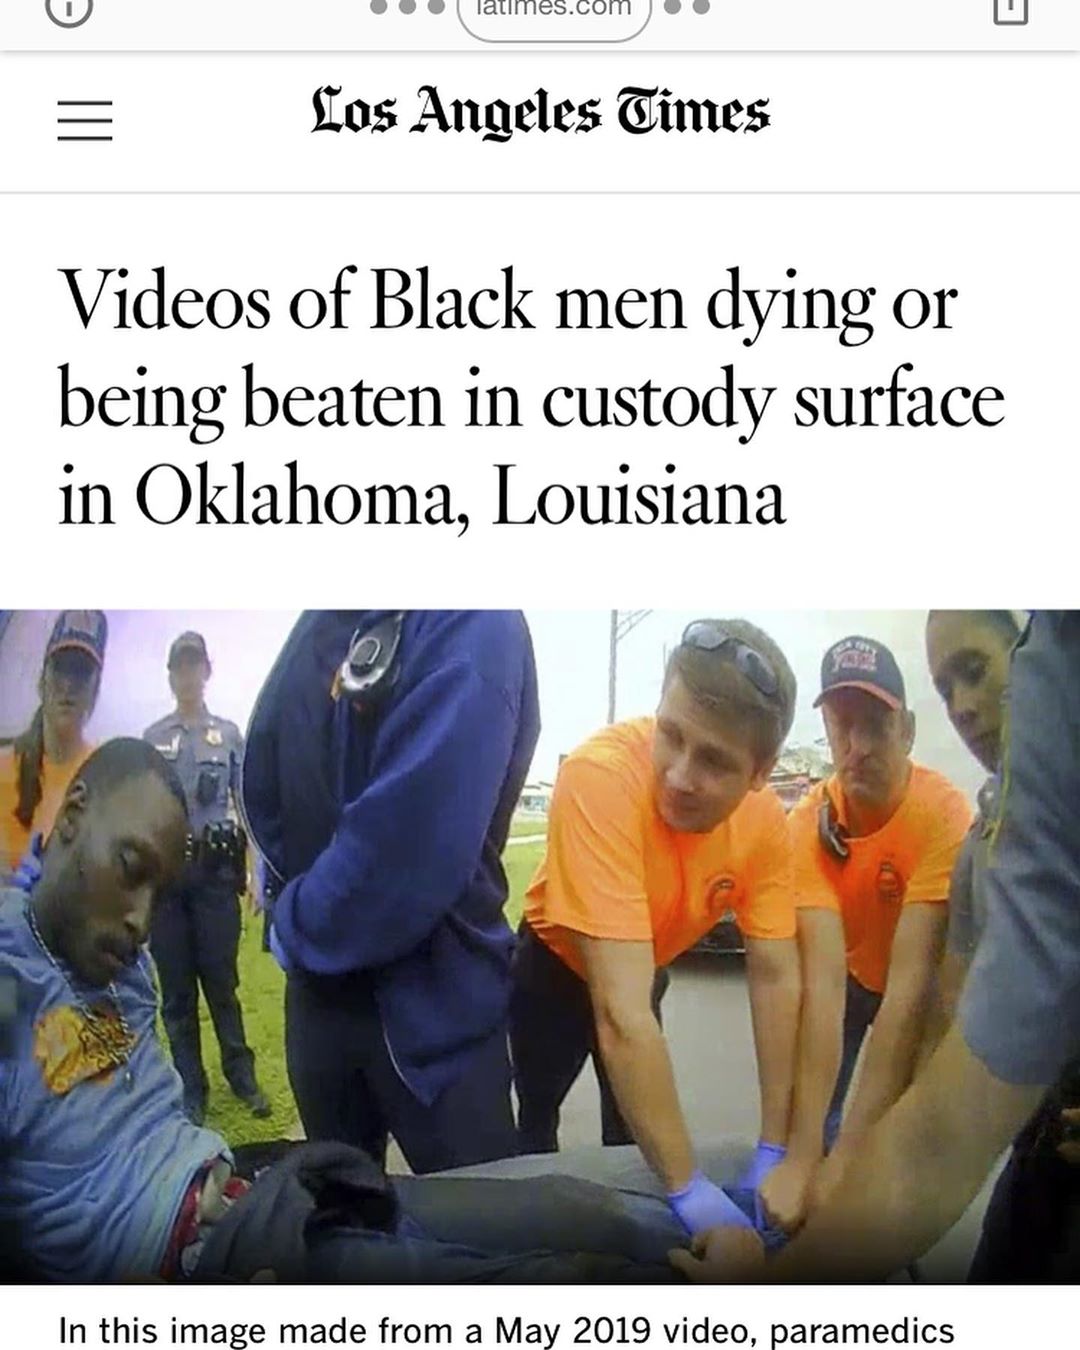 latimes.com
Los Angeles Times
Videos of Black men dying or
being beaten in custody surface
in Oklahoma, Louisiana
In this image made from a May 2019 video, paramedics